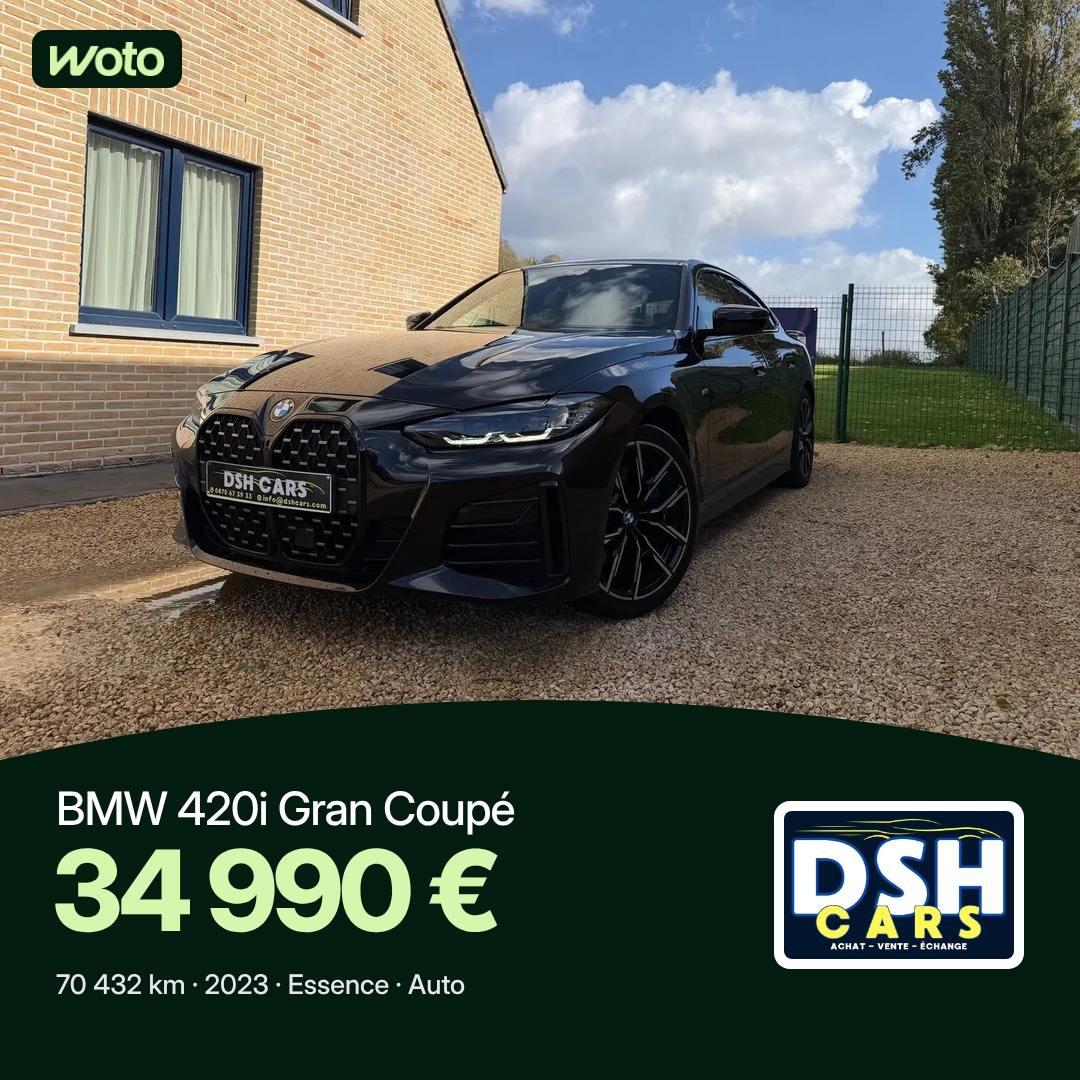 woto
DSH CARS
0470 67 39 33 info@dshcars.com
BMW 420i Gran Coupé
34 990 €
70 432 km · 2023 · Essence · Auto
DSH
CARS
ACHAT – VENTE – ÉCHANGE